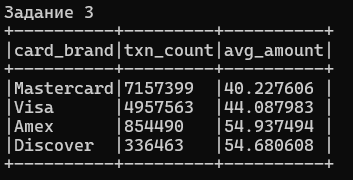 Задание 3
+----------+---------+----------+
|card_brand|txn_count|avg_amount|
+----------+---------+----------+
|Mastercard|7157399  |40.227606 |
|Visa      |4957563  |44.087983 |
|Amex      |854490   |54.937494 |
|Discover  |336463   |54.680608 |
+----------+---------+----------+